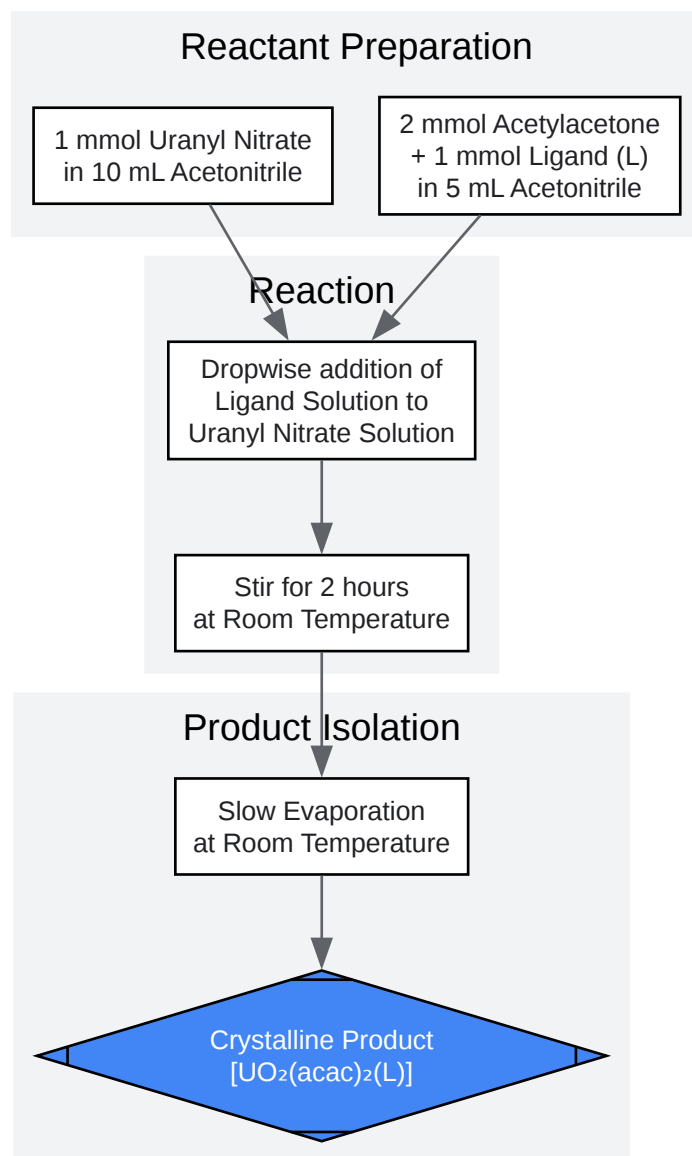 Reactant Preparation
1 mmol Uranyl Nitrate
in 10 mL Acetonitrile
2 mmol Acetylacetone
+ 1 mmol Ligand (L)
in 5 mL Acetonitrile
Reaction
Dropwise addition of
Ligand Solution to
Uranyl Nitrate Solution
Stir for 2 hours
at Room Temperature
Product Isolation
Slow Evaporation
at Room Temperature
Crystalline Product
[UO₂(acac)₂(L)]